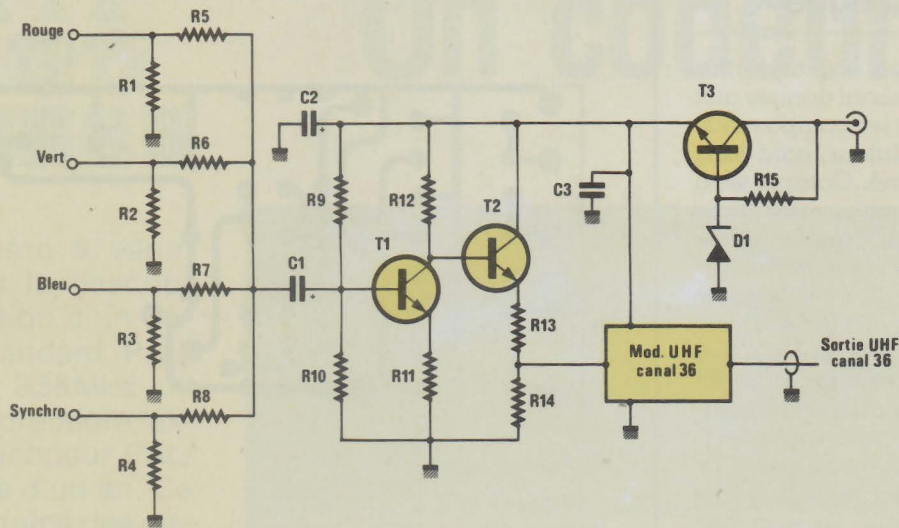 Rouge
R5
R1
Vert
R6
R2
Bleu
R7
R3
Synchro
R8
R4
C2
C1
R9
R10
R12
T1
R11
T2
R13
R14
C3
T3
R15
D1
Mod. UHF
canal 36
Sortie UHF
canal 36